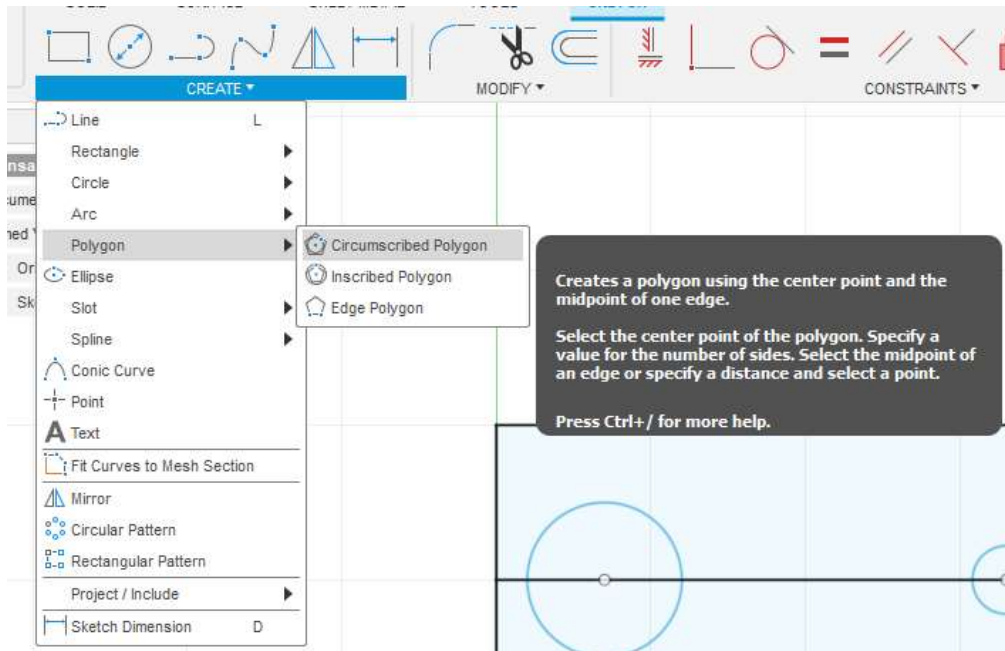 CREATE ▾
MODIFY ▾
CONSTRAINTS ▾
Line L
Rectangle
Circle
Arc
Polygon
Ellipse
Slot
Spline
Conic Curve
Point
Text
Fit Curves to Mesh Section
Mirror
Circular Pattern
Rectangular Pattern
Project / Include
Sketch Dimension D
Circumscribed Polygon
Inscribed Polygon
Edge Polygon
Creates a polygon using the center point and the
midpoint of one edge.
Select the center point of the polygon. Specify a
value for the number of sides. Select the midpoint of
an edge or specify a distance and select a point.
Press Ctrl+/ for more help.